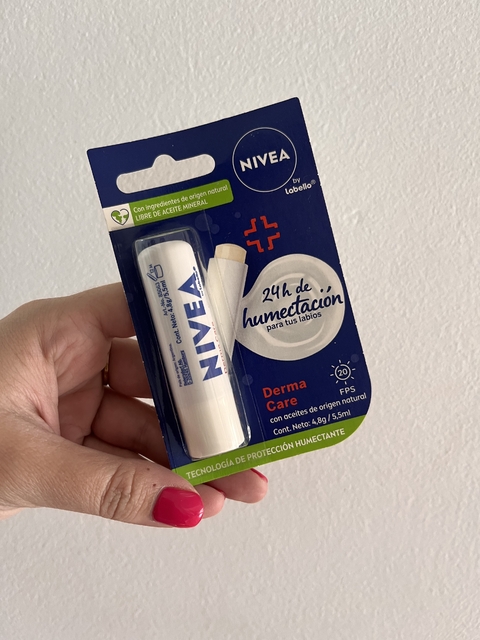 NIVEA
by
Labello®
Con ingredientes de origen natural
LIBRE DE ACEITE MINERAL
24h de
humectación
para tus labios
NIVEA
Cont. Neto: 4,8g/5,5ml
20
FPS
Derma
Care
con aceites de origen natural
Cont. Neto: 4,8g / 5,5ml
TECNOLOGÍA DE PROTECCIÓN HUMECTANTE